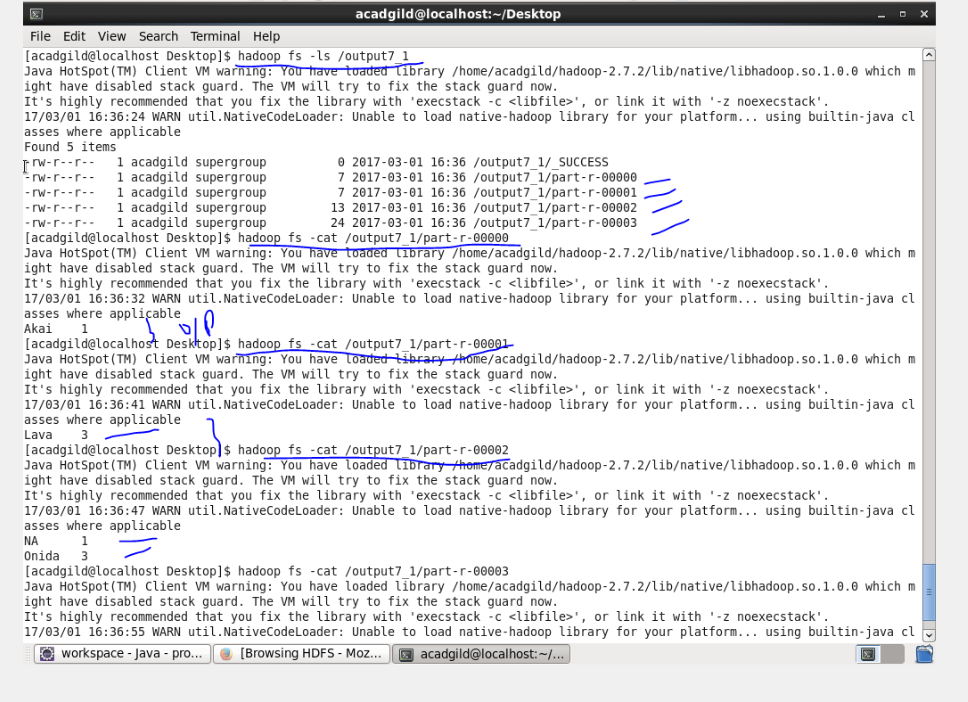 acadgild@localhost:~/Desktop
File Edit View Search Terminal Help
[acadgild@localhost Desktop]$ hadoop fs -ls /output7_1
Java HotSpot(TM) Client VM warning: You have loaded library /home/acadgild/hadoop-2.7.2/lib/native/libhadoop.so.1.0.0 which m
ight have disabled stack guard. The VM will try to fix the stack guard now.
It's highly recommended that you fix the library with 'execstack -c <libfile>', or link it with '-z noexecstack'.
17/03/01 16:36:24 WARN util.NativeCodeLoader: Unable to load native-hadoop library for your platform... using builtin-java cl
asses where applicable
Found 5 items
-rw-r--r--   1 acadgild supergroup          0 2017-03-01 16:36 /output7_1/_SUCCESS
-rw-r--r--   1 acadgild supergroup          7 2017-03-01 16:36 /output7_1/part-r-00000
-rw-r--r--   1 acadgild supergroup          7 2017-03-01 16:36 /output7_1/part-r-00001
-rw-r--r--   1 acadgild supergroup         13 2017-03-01 16:36 /output7_1/part-r-00002
-rw-r--r--   1 acadgild supergroup         24 2017-03-01 16:36 /output7_1/part-r-00003
[acadgild@localhost Desktop]$ hadoop fs -cat /output7_1/part-r-00000
Java HotSpot(TM) Client VM warning: You have loaded library /home/acadgild/hadoop-2.7.2/lib/native/libhadoop.so.1.0.0 which m
ight have disabled stack guard. The VM will try to fix the stack guard now.
It's highly recommended that you fix the library with 'execstack -c <libfile>', or link it with '-z noexecstack'.
17/03/01 16:36:32 WARN util.NativeCodeLoader: Unable to load native-hadoop library for your platform... using builtin-java cl
asses where applicable
Akai    1
} O/P
[acadgild@localhost Desktop]$ hadoop fs -cat /output7_1/part-r-00001
Java HotSpot(TM) Client VM warning: You have loaded library /home/acadgild/hadoop-2.7.2/lib/native/libhadoop.so.1.0.0 which m
ight have disabled stack guard. The VM will try to fix the stack guard now.
It's highly recommended that you fix the library with 'execstack -c <libfile>', or link it with '-z noexecstack'.
17/03/01 16:36:41 WARN util.NativeCodeLoader: Unable to load native-hadoop library for your platform... using builtin-java cl
asses where applicable
Lava    3
[acadgild@localhost Desktop]$ hadoop fs -cat /output7_1/part-r-00002
Java HotSpot(TM) Client VM warning: You have loaded library /home/acadgild/hadoop-2.7.2/lib/native/libhadoop.so.1.0.0 which m
ight have disabled stack guard. The VM will try to fix the stack guard now.
It's highly recommended that you fix the library with 'execstack -c <libfile>', or link it with '-z noexecstack'.
17/03/01 16:36:47 WARN util.NativeCodeLoader: Unable to load native-hadoop library for your platform... using builtin-java cl
asses where applicable
NA      1
Onida   3
[acadgild@localhost Desktop]$ hadoop fs -cat /output7_1/part-r-00003
Java HotSpot(TM) Client VM warning: You have loaded library /home/acadgild/hadoop-2.7.2/lib/native/libhadoop.so.1.0.0 which m
ight have disabled stack guard. The VM will try to fix the stack guard now.
It's highly recommended that you fix the library with 'execstack -c <libfile>', or link it with '-z noexecstack'.
17/03/01 16:36:55 WARN util.NativeCodeLoader: Unable to load native-hadoop library for your platform... using builtin-java cl
workspace - Java - pro... [Browsing HDFS - Moz... acadgild@localhost:~/...